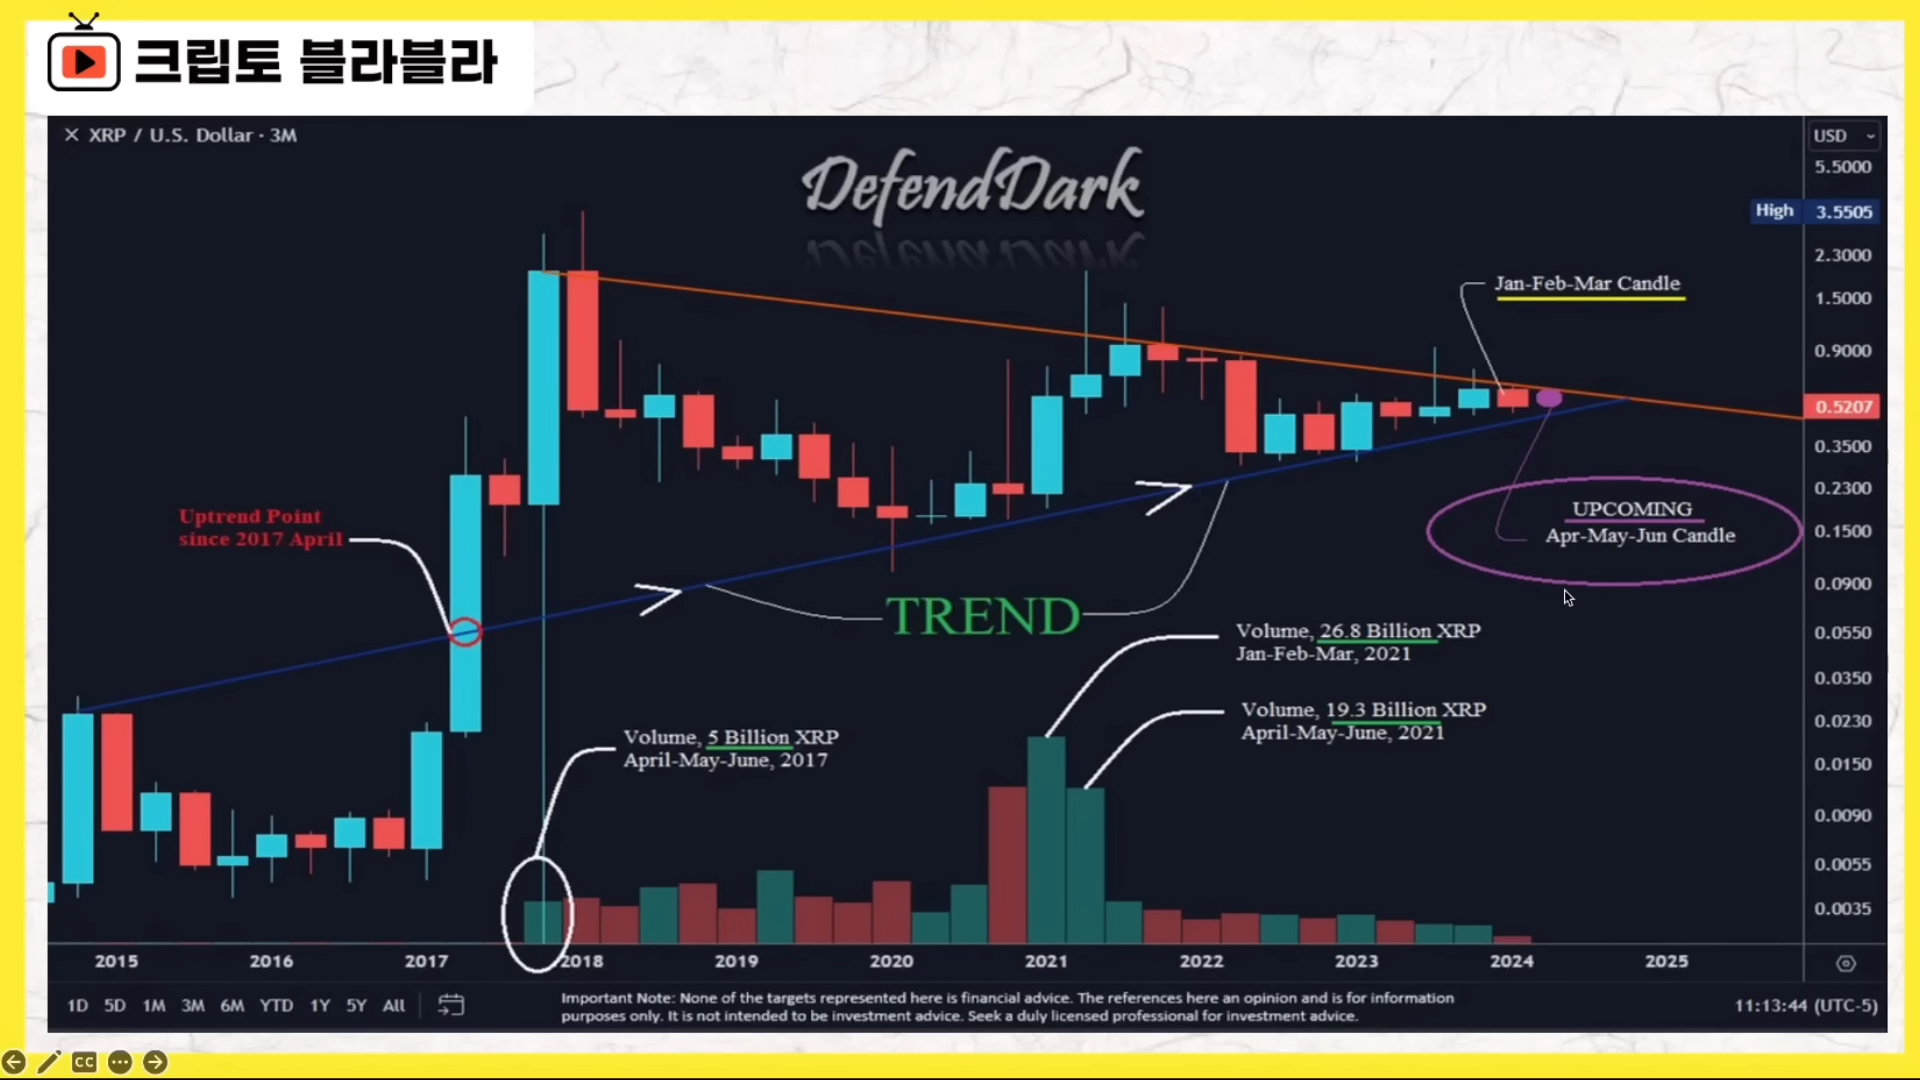 크립토 블라블라
XRP / U.S. Dollar · 3M
DefendDark
USD
5.5000
High 3.5505
2.3000
1.5000
0.9000
0.5207
0.3500
0.2300
0.1500
0.0900
0.0550
0.0350
0.0230
0.0150
0.0090
0.0055
0.0035
Jan-Feb-Mar Candle
UPCOMING
Apr-May-Jun Candle
Uptrend Point
since 2017 April
TREND
Volume, 26.8 Billion XRP
Jan-Feb-Mar, 2021
Volume, 19.3 Billion XRP
April-May-June, 2021
Volume, 5 Billion XRP
April-May-June, 2017
2015 2016 2017 2018 2019 2020 2021 2022 2023 2024 2025
1D 5D 1M 3M 6M YTD 1Y 5Y All
Important Note: None of the targets represented here is financial advice. The references here an opinion and is for information
purposes only. It is not intended to be investment advice. Seek a duly licensed professional for investment advice.
11:13:44 (UTC-5)
CC